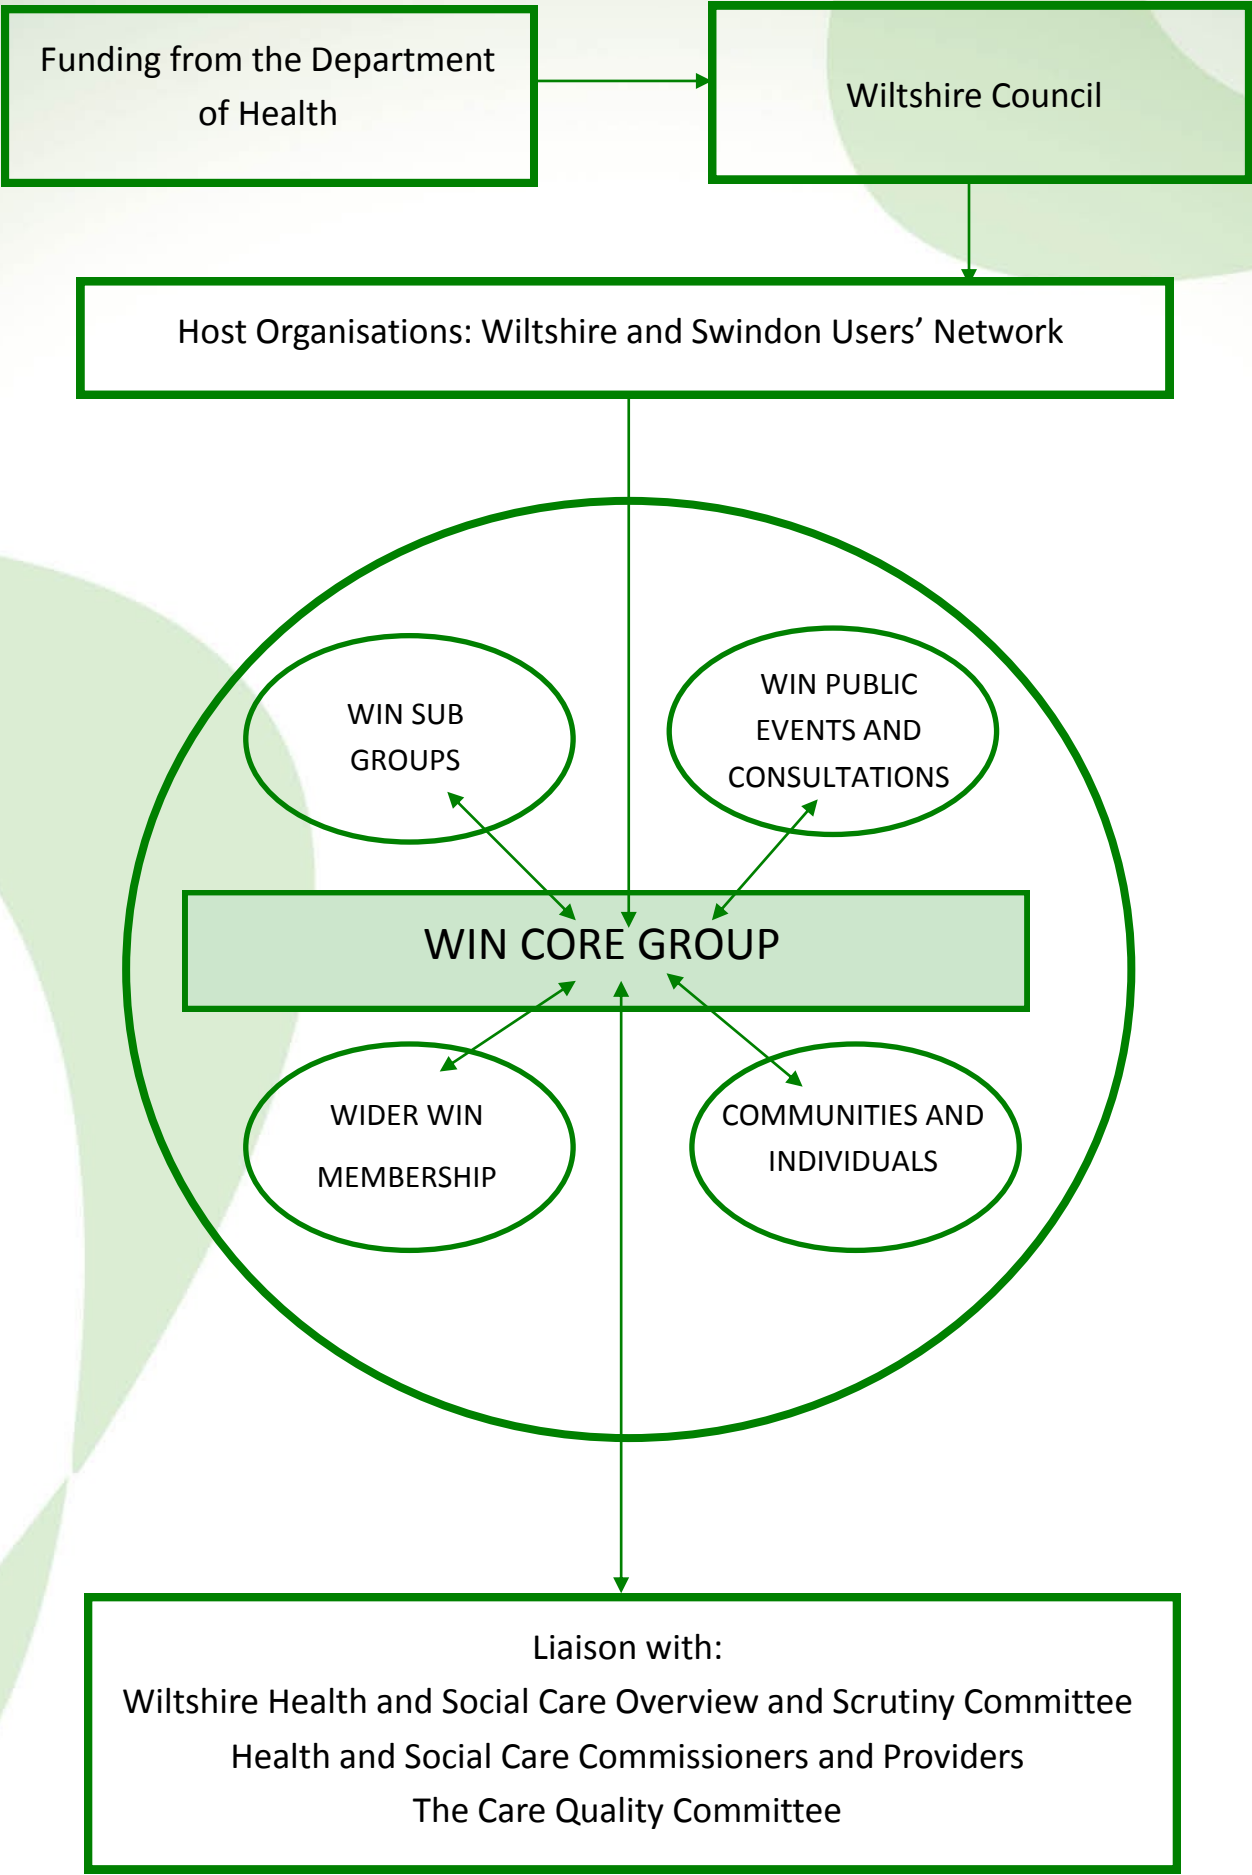 Funding from the Department
of Health
Wiltshire Council
Host Organisations: Wiltshire and Swindon Users’ Network
WIN SUB
GROUPS
WIN PUBLIC
EVENTS AND
CONSULTATIONS
WIN CORE GROUP
WIDER WIN
MEMBERSHIP
COMMUNITIES AND
INDIVIDUALS
Liaison with:
Wiltshire Health and Social Care Overview and Scrutiny Committee
Health and Social Care Commissioners and Providers
The Care Quality Committee